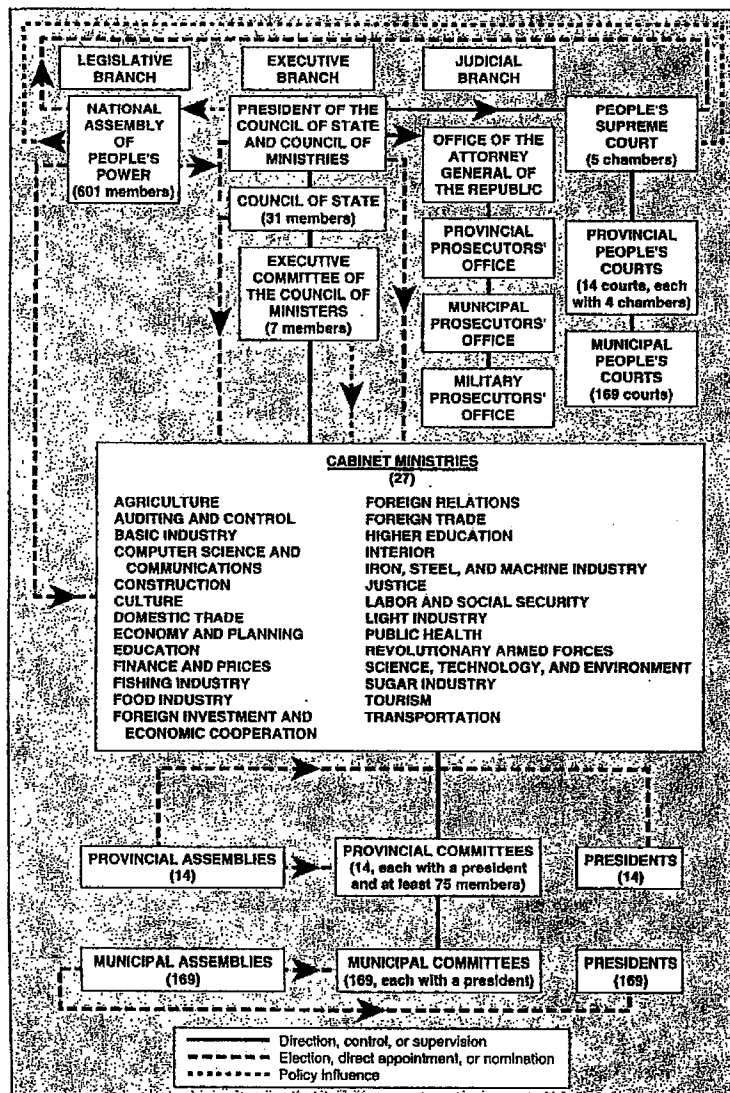 LEGISLATIVE
BRANCH
EXECUTIVE
BRANCH
JUDICIAL
BRANCH
NATIONAL
ASSEMBLY
OF
PEOPLE'S
POWER
(601 members)
PRESIDENT OF THE
COUNCIL OF STATE
AND COUNCIL OF
MINISTRIES
COUNCIL OF STATE
(31 members)
EXECUTIVE
COMMITTEE OF
THE COUNCIL OF
MINISTERS
(7 members)
OFFICE OF THE
ATTORNEY
GENERAL OF
THE REPUBLIC
PROVINCIAL
PROSECUTORS'
OFFICE
MUNICIPAL
PROSECUTORS'
OFFICE
MILITARY
PROSECUTORS'
OFFICE
PEOPLE'S
SUPREME
COURT
(5 chambers)
PROVINCIAL
PEOPLE'S
COURTS
(14 courts, each
with 4 chambers)
MUNICIPAL
PEOPLE'S
COURTS
(169 courts)
CABINET MINISTRIES
(27)
AGRICULTURE
AUDITING AND CONTROL
BASIC INDUSTRY
COMPUTER SCIENCE AND
COMMUNICATIONS
CONSTRUCTION
CULTURE
DOMESTIC TRADE
ECONOMY AND PLANNING
EDUCATION
FINANCE AND PRICES
FISHING INDUSTRY
FOOD INDUSTRY
FOREIGN INVESTMENT AND
ECONOMIC COOPERATION
FOREIGN RELATIONS
FOREIGN TRADE
HIGHER EDUCATION
INTERIOR
IRON, STEEL, AND MACHINE INDUSTRY
JUSTICE
LABOR AND SOCIAL SECURITY
LIGHT INDUSTRY
PUBLIC HEALTH
REVOLUTIONARY ARMED FORCES
SCIENCE, TECHNOLOGY, AND ENVIRONMENT
SUGAR INDUSTRY
TOURISM
TRANSPORTATION
PROVINCIAL ASSEMBLIES
(14)
PROVINCIAL COMMITTEES
(14, each with a president
and at least 75 members)
PRESIDENTS
(14)
MUNICIPAL ASSEMBLIES
(169)
MUNICIPAL COMMITTEES
(169, each with a president)
PRESIDENTS
(169)
Direction, control, or supervision
Election, direct appointment, or nomination
Policy Influence